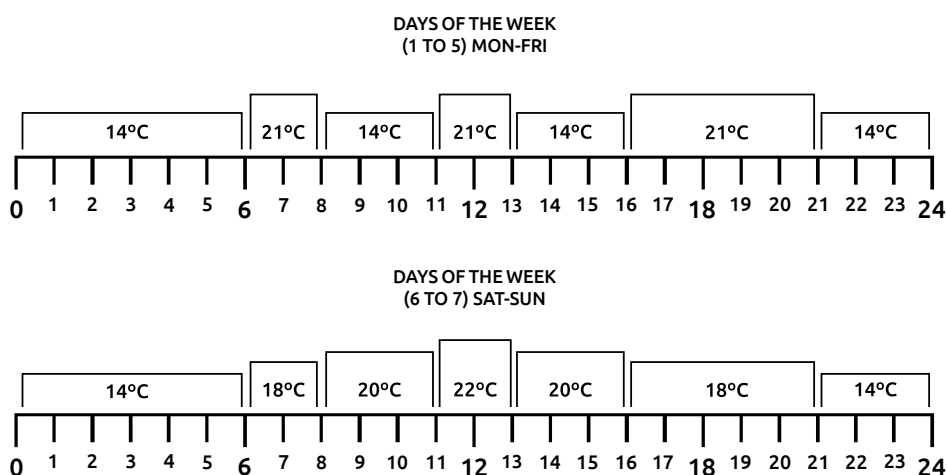 DAYS OF THE WEEK
(1 TO 5) MON-FRI
14ºC 21ºC 14ºC 21ºC 14ºC 21ºC 14ºC
0 1 2 3 4 5 6 7 8 9 10 11 12 13 14 15 16 17 18 19 20 21 22 23 24
DAYS OF THE WEEK
(6 TO 7) SAT-SUN
14ºC 18ºC 20ºC 22ºC 20ºC 18ºC 14ºC
0 1 2 3 4 5 6 7 8 9 10 11 12 13 14 15 16 17 18 19 20 21 22 23 24